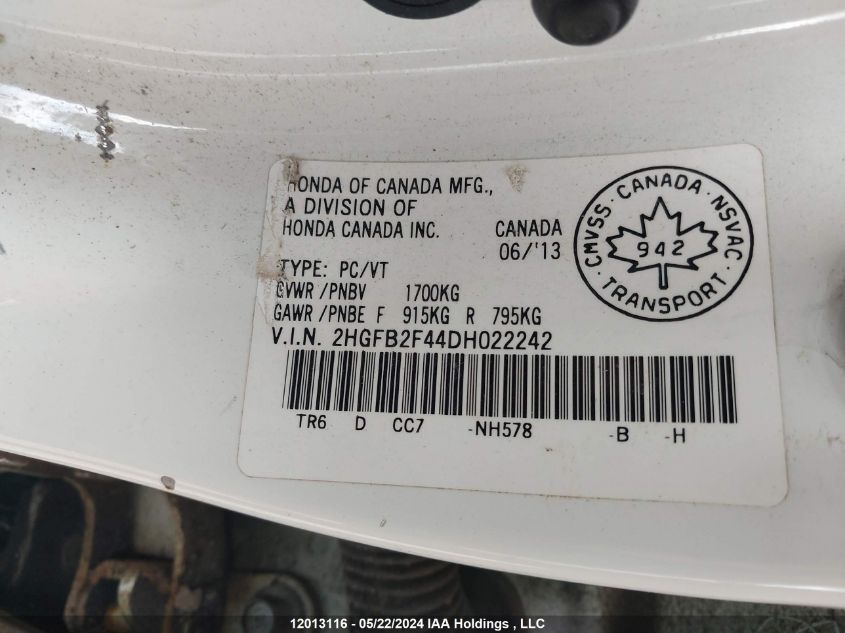 HONDA OF CANADA MFG.,
A DIVISION OF
HONDA CANADA INC. CANADA
06/'13
TYPE: PC/VT
GVWR/PNBV 1700KG
GAWR/PNBE F 915KG R 795KG
V.I.N. 2HGFB2F44DH022242
TR6 D CC7 -NH578 -B -H
CMVSS · CANADA · NSVAC
942
TRANSPORT
12013116 - 05/22/2024 IAA Holdings , LLC